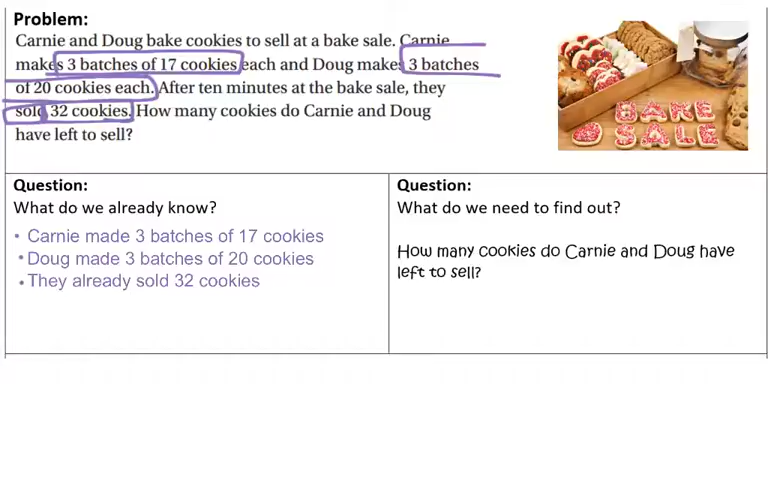 Problem:
Carnie and Doug bake cookies to sell at a bake sale. Carnie
makes 3 batches of 17 cookies each and Doug makes 3 batches
of 20 cookies each. After ten minutes at the bake sale, they
sold 32 cookies. How many cookies do Carnie and Doug
have left to sell?
BAKE
SALE
Question:
What do we already know?
• Carnie made 3 batches of 17 cookies
• Doug made 3 batches of 20 cookies
• They already sold 32 cookies
Question:
What do we need to find out?
How many cookies do Carnie and Doug have
left to sell?